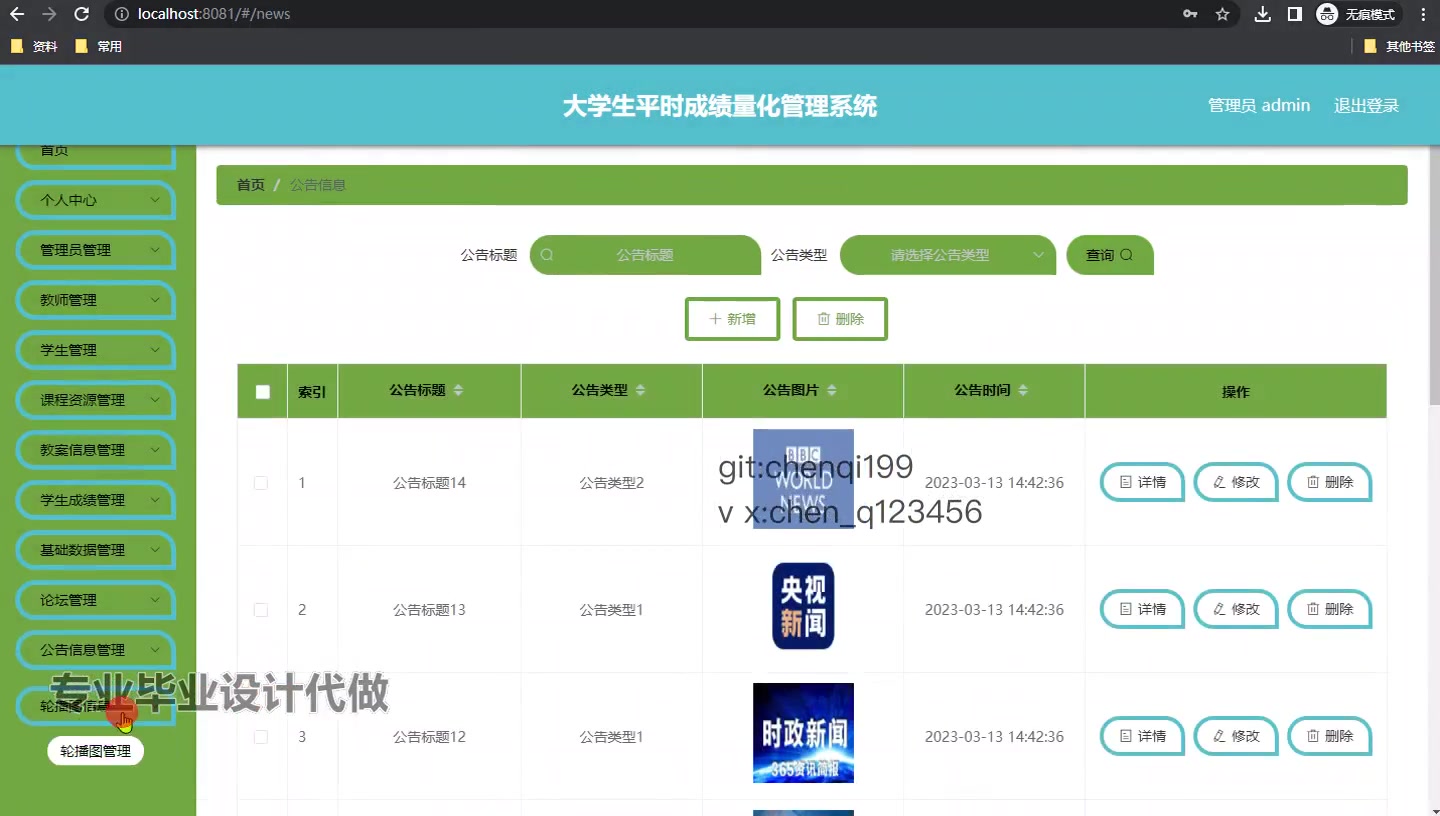 localhost:8081/#/news
无痕模式
资料
常用
其他书签
大学生平时成绩量化管理系统
管理员 admin
退出登录
首页
个人中心
管理员管理
教师管理
学生管理
课程资源管理
教案信息管理
学生成绩管理
基础数据管理
论坛管理
公告信息管理
专业毕业设计代做
轮播图管理
首页 / 公告信息
公告标题 公告标题 公告类型 请选择公告类型 查询
新增 删除
索引 公告标题 公告类型 公告图片 公告时间 操作
1 公告标题14 公告类型2 2023-03-13 14:42:36 详情 修改 删除
BBC
WORLD
NEWS
git:chenqi199
v x:chen_q123456
2 公告标题13 公告类型1 2023-03-13 14:42:36 详情 修改 删除
央视
新闻
3 公告标题12 公告类型1 2023-03-13 14:42:36 详情 修改 删除
时政新闻
365资讯简报